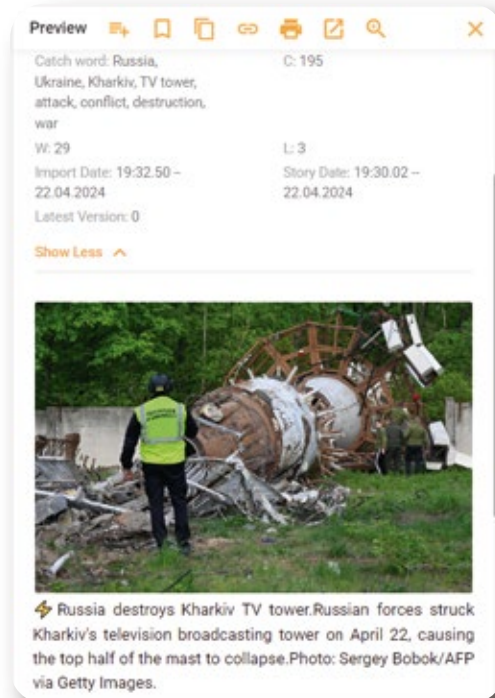 Preview
Catch word: Russia,
Ukraine, Kharkiv, TV tower,
attack, conflict, destruction,
war
C: 195
W: 29
L: 3
Import Date: 19:32.50 –
22.04.2024
Story Date: 19:30.02 –
22.04.2024
Latest Version: 0
Show Less
⚡ Russia destroys Kharkiv TV tower.Russian forces struck
Kharkiv's television broadcasting tower on April 22, causing
the top half of the mast to collapse.Photo: Sergey Bobok/AFP
via Getty Images.